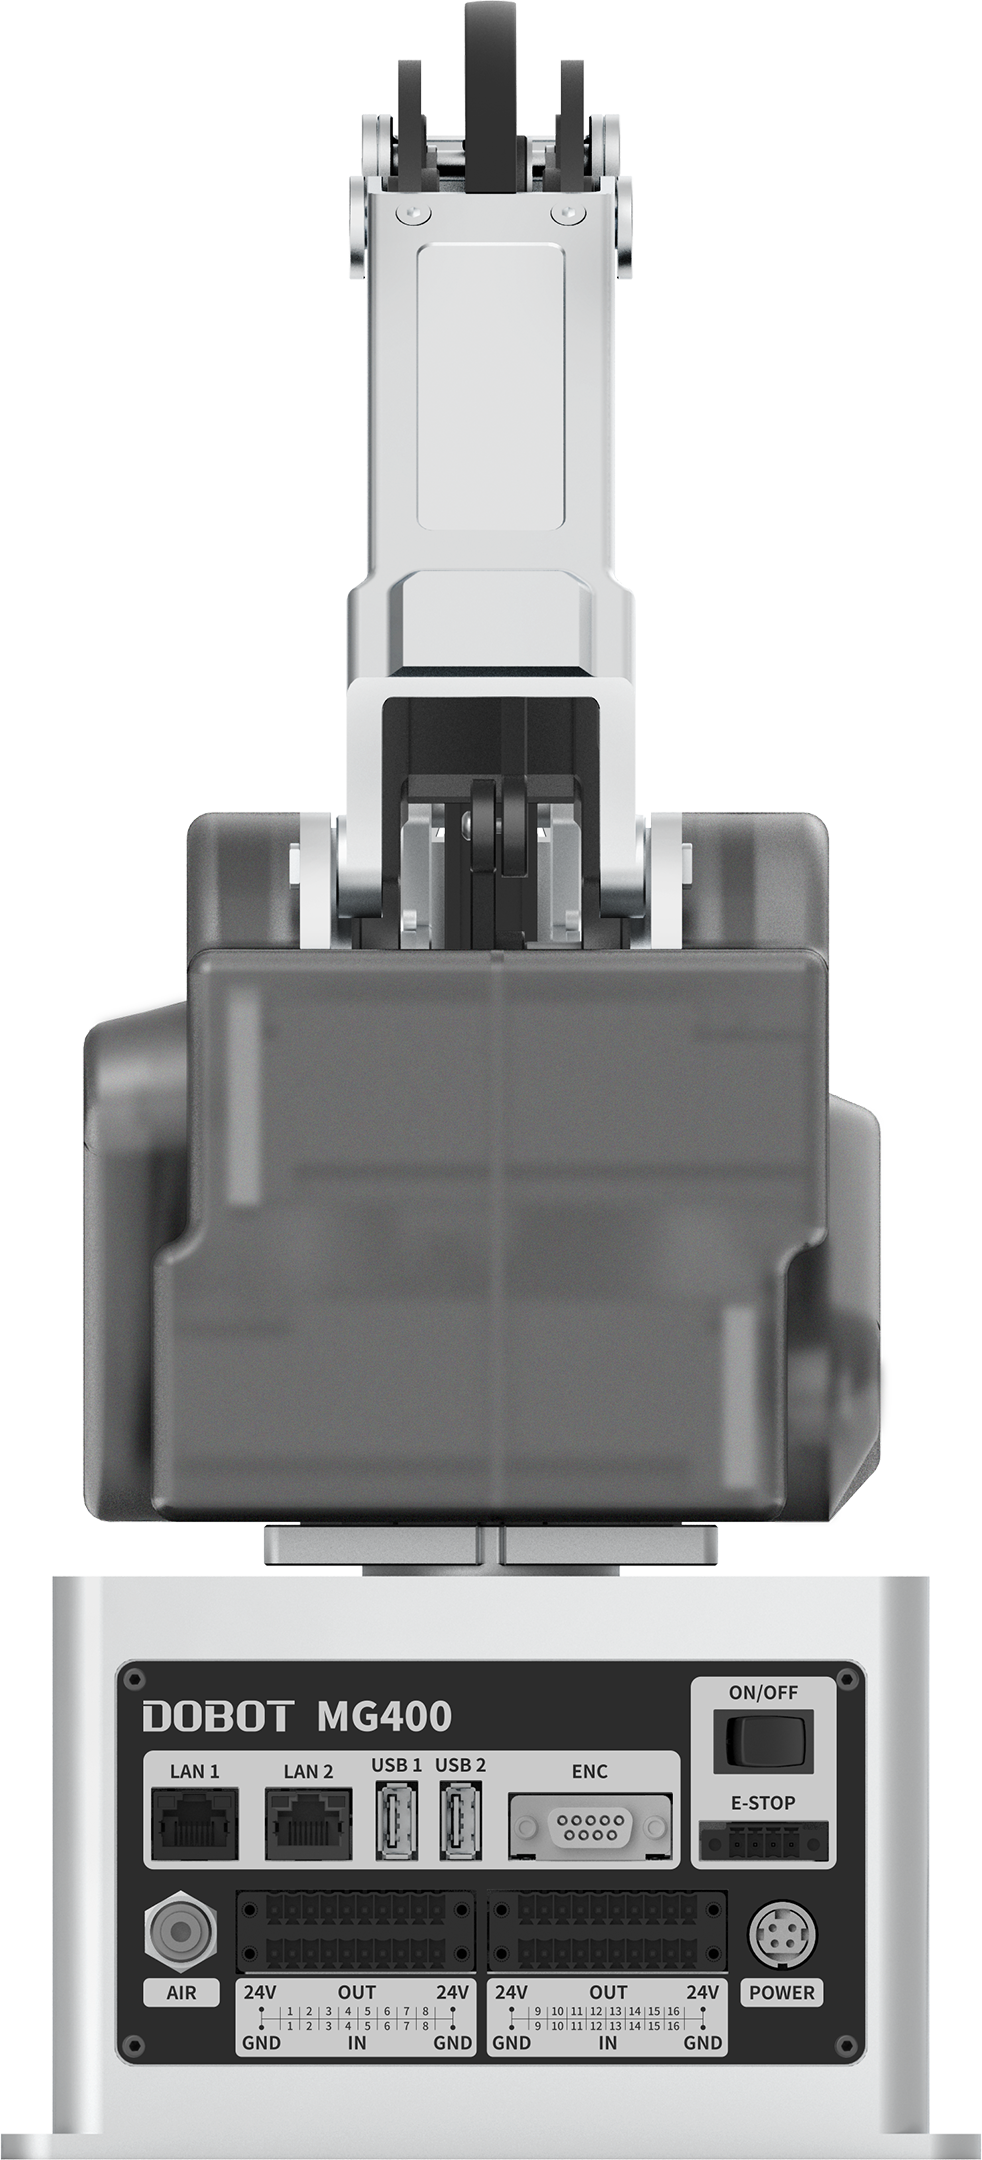 DOBOT MG400
ON/OFF
LAN 1 LAN 2 USB 1 USB 2 ENC
E-STOP
AIR
24V OUT 24V
1 2 3 4 5 6 7 8
1 2 3 4 5 6 7 8
GND IN GND
24V OUT 24V
9 10 11 12 13 14 15 16
9 10 11 12 13 14 15 16
GND IN GND
POWER